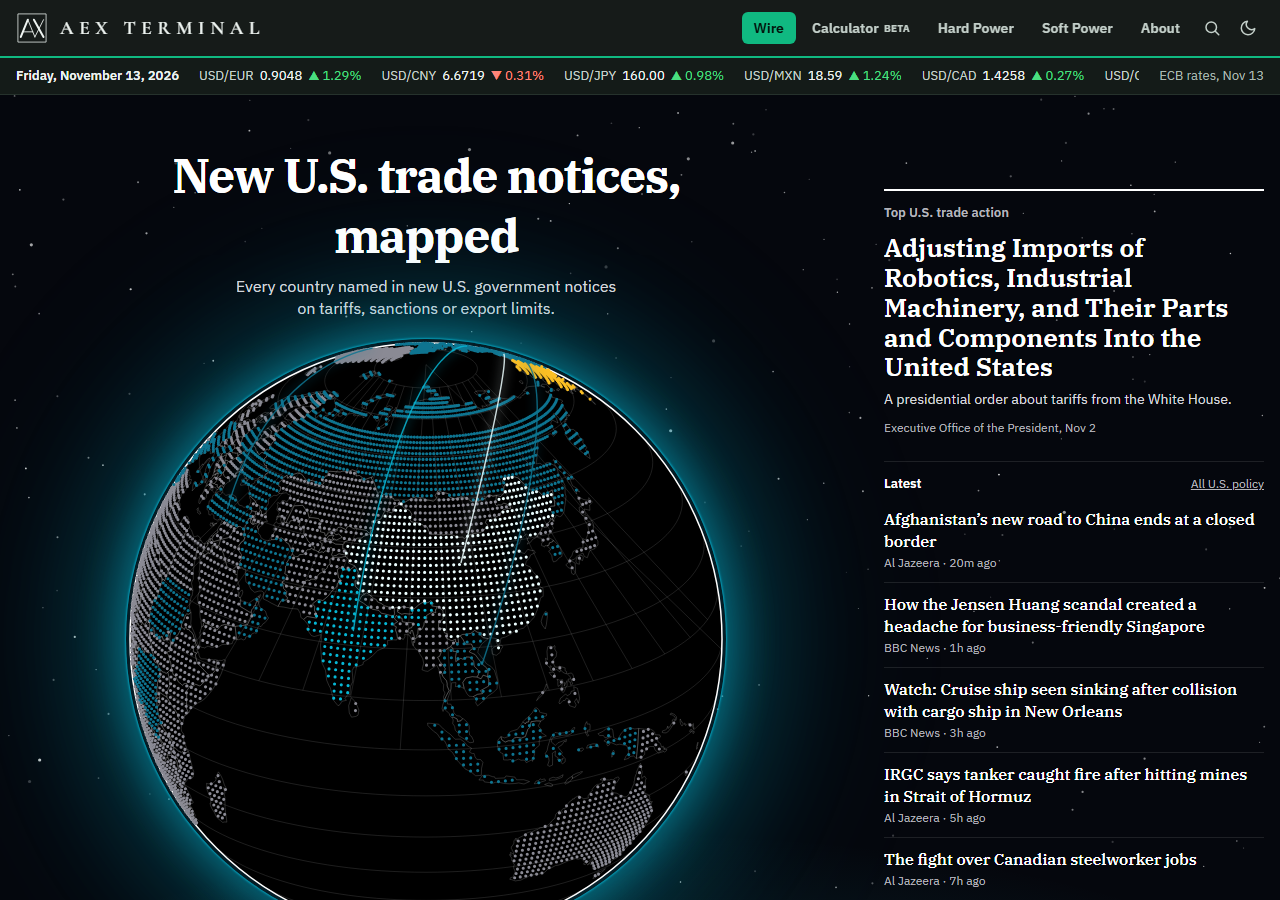 AEX TERMINAL
Wire
Calculator BETA
Hard Power
Soft Power
About
Friday, November 13, 2026
USD/EUR 0.9048 ▲ 1.29%
USD/CNY 6.6719 ▼ 0.31%
USD/JPY 160.00 ▲ 0.98%
USD/MXN 18.59 ▲ 1.24%
USD/CAD 1.4258 ▲ 0.27%
ECB rates, Nov 13
New U.S. trade notices,
mapped
Every country named in new U.S. government notices
on tariffs, sanctions or export limits.
Top U.S. trade action
Adjusting Imports of
Robotics, Industrial
Machinery, and Their Parts
and Components Into the
United States
A presidential order about tariffs from the White House.
Executive Office of the President, Nov 2
Latest
All U.S. policy
Afghanistan’s new road to China ends at a closed
border
Al Jazeera · 20m ago
How the Jensen Huang scandal created a
headache for business-friendly Singapore
BBC News · 1h ago
Watch: Cruise ship seen sinking after collision
with cargo ship in New Orleans
BBC News · 3h ago
IRGC says tanker caught fire after hitting mines
in Strait of Hormuz
Al Jazeera · 5h ago
The fight over Canadian steelworker jobs
Al Jazeera · 7h ago